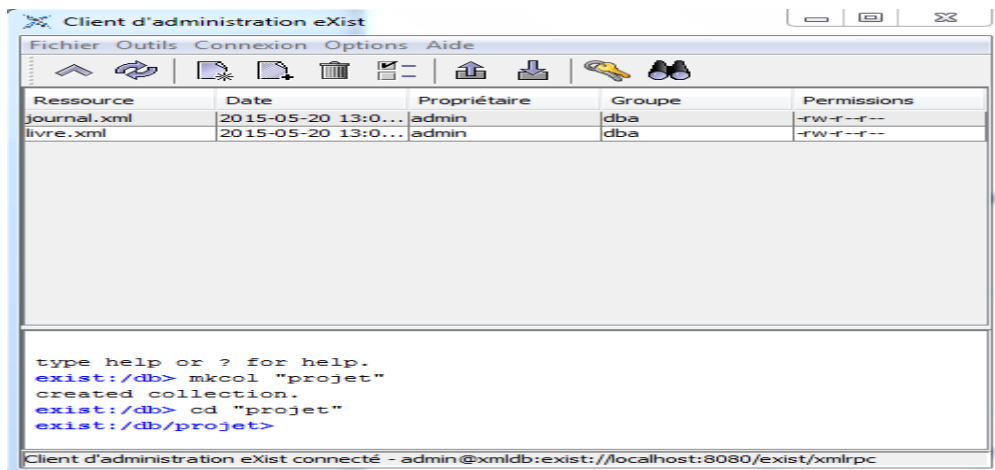 Client d'administration eXist
Fichier Outils Connexion Options Aide
Ressource Date Propriétaire Groupe Permissions
journal.xml 2015-05-20 13:0... admin dba -rw-r--r--
livre.xml 2015-05-20 13:0... admin dba -rw-r--r--
type help or ? for help.
exist:/db> mkcol "projet"
created collection.
exist:/db> cd "projet"
exist:/db/projet>
Client d'administration eXist connecté - admin@xmldb:exist://localhost:8080/exist/xmlrpc